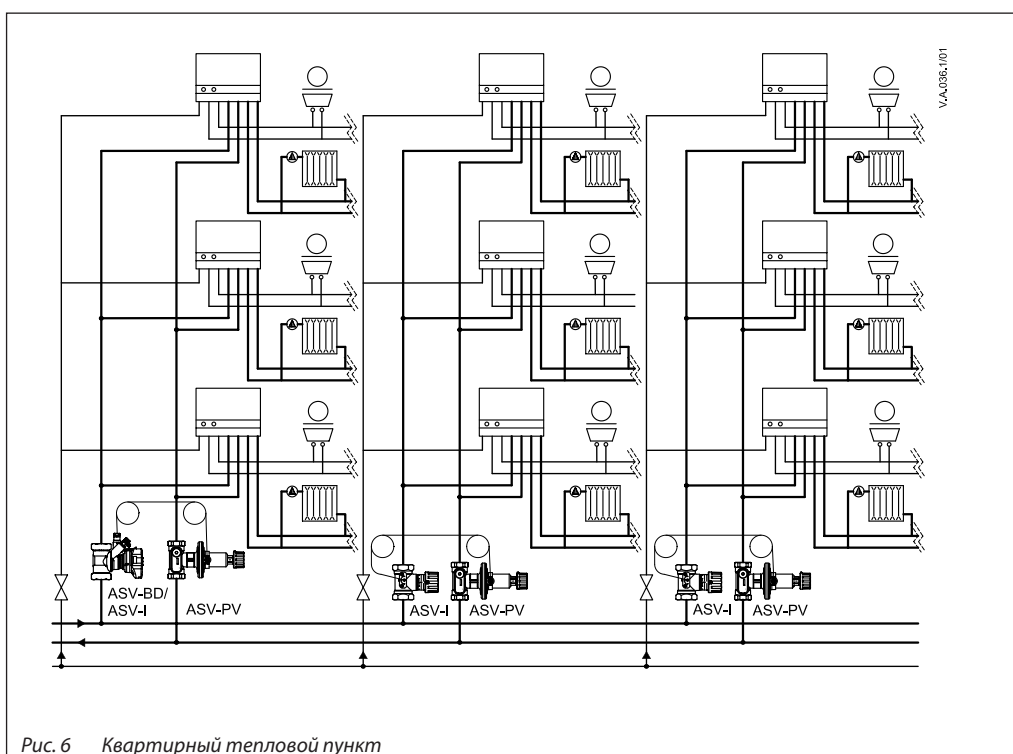 V.A.036.1/01
ASV-BD/
ASV-I
ASV-PV
ASV-I
ASV-PV
ASV-I
ASV-PV
Рис. 6 Квартирный тепловой пункт